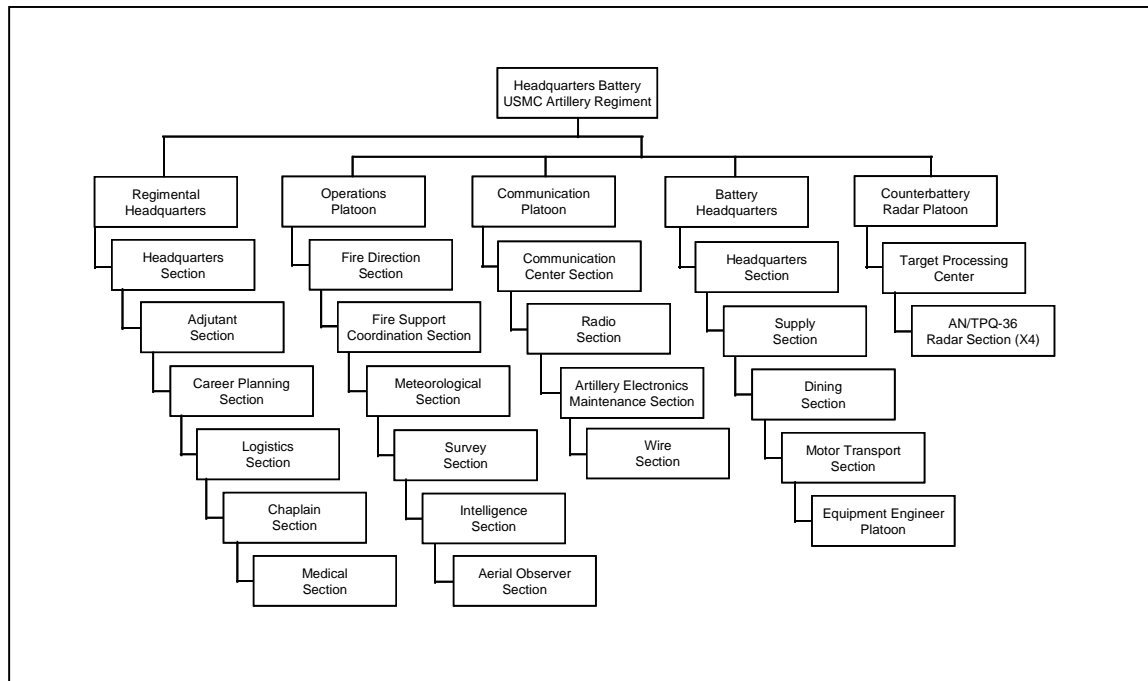 Headquarters Battery
USMC Artillery Regiment
Regimental
Headquarters
Headquarters
Section
Adjutant
Section
Career Planning
Section
Logistics
Section
Chaplain
Section
Medical
Section
Operations
Platoon
Fire Direction
Section
Fire Support
Coordination Section
Meteorological
Section
Survey
Section
Intelligence
Section
Aerial Observer
Section
Communication
Platoon
Communication
Center Section
Radio
Section
Artillery Electronics
Maintenance Section
Wire
Section
Battery
Headquarters
Headquarters
Section
Supply
Section
Dining
Section
Motor Transport
Section
Equipment Engineer
Platoon
Counterbattery
Radar Platoon
Target Processing
Center
AN/TPQ-36
Radar Section (X4)